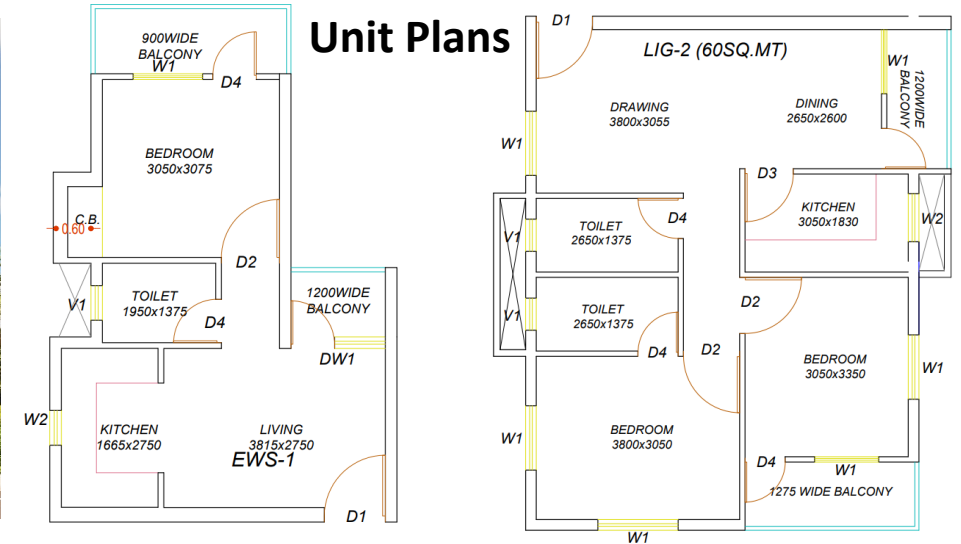 Unit Plans
900WIDE
BALCONY
W1
D4
BEDROOM
3050x3075
C.B.
0.60
D2
V1
TOILET
1950x1375
D4
1200WIDE
BALCONY
DW1
W2
KITCHEN
1665x2750
LIVING
3815x2750
EWS-1
D1
D1
LIG-2 (60SQ.MT)
W1
1200WIDE
BALCONY
DRAWING
3800x3055
DINING
2650x2600
W1
D3
KITCHEN
3050x1830
W2
TOILET
2650x1375
D4
V1
D2
TOILET
2650x1375
V1
D4
D2
BEDROOM
3050x3350
W1
BEDROOM
3800x3050
W1
D4
W1
1275 WIDE BALCONY
W1